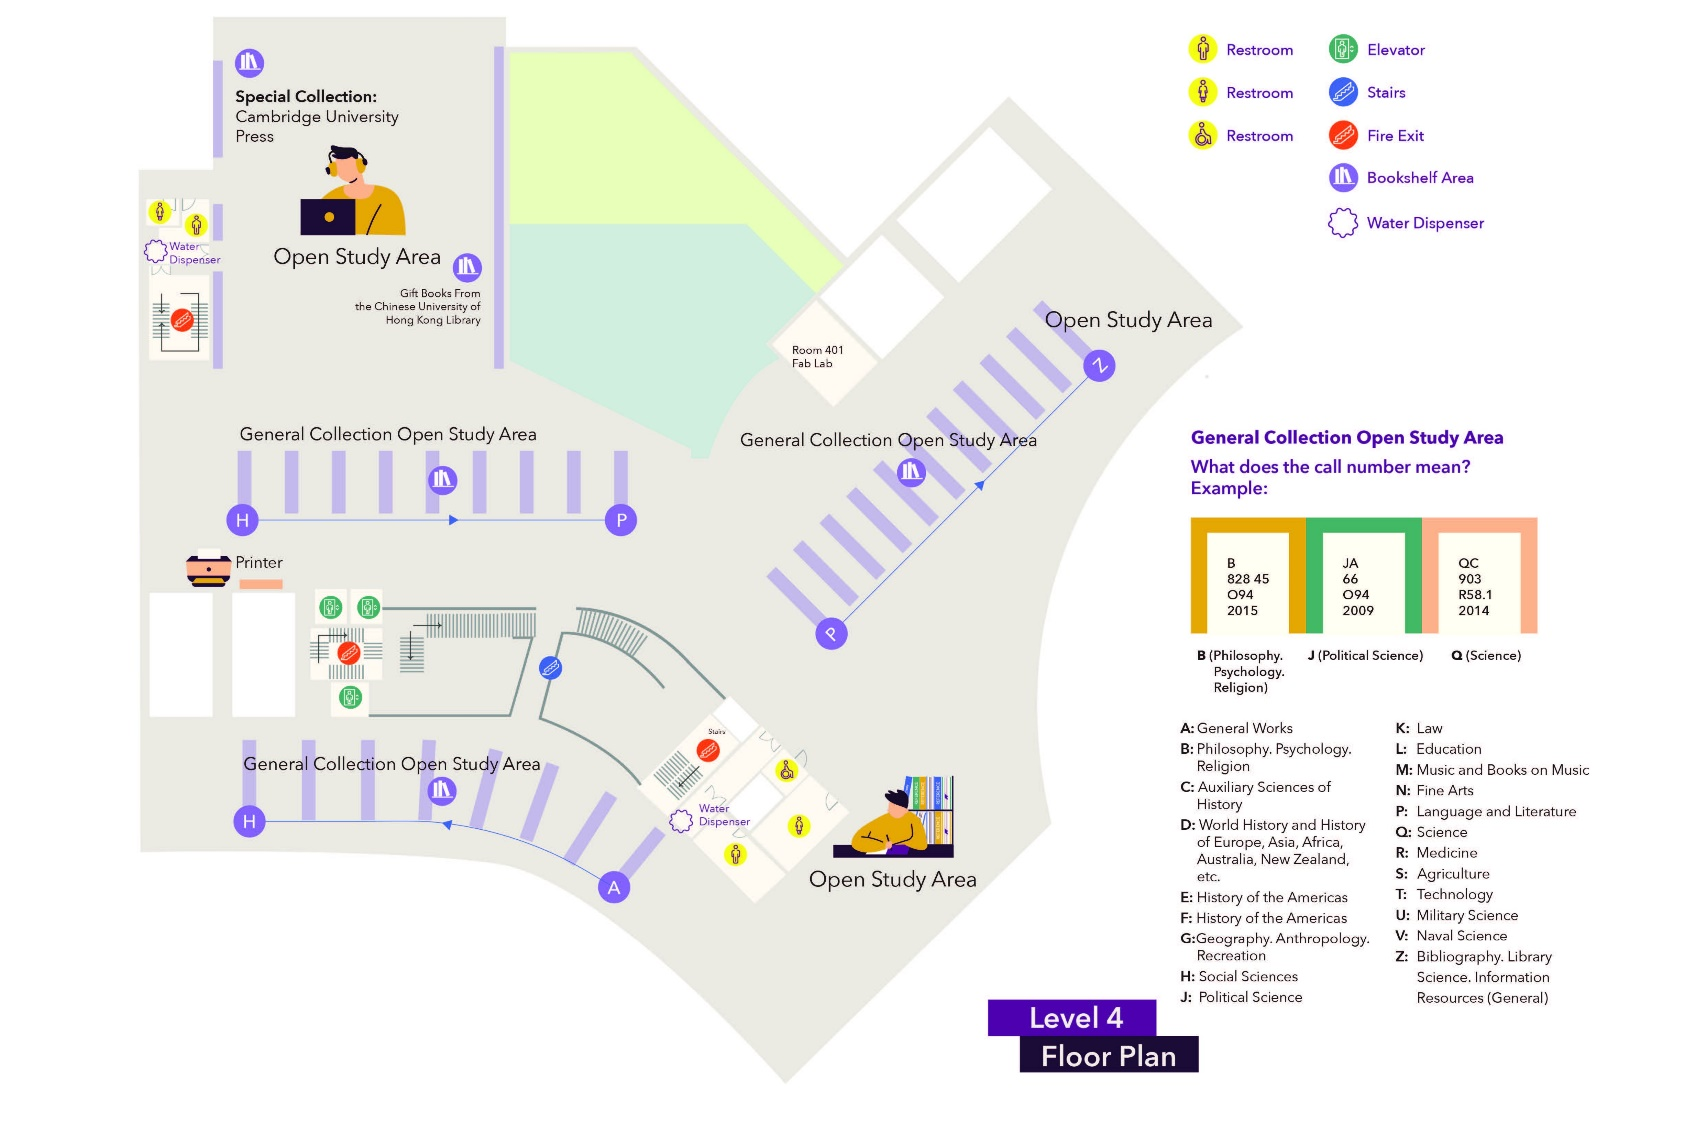 Special Collection:
Cambridge University
Press
Open Study Area
Water
Dispenser
Gift Books From
the Chinese University of
Hong Kong Library
Restroom
Restroom
Restroom
Elevator
Stairs
Fire Exit
Bookshelf Area
Water Dispenser
Room 401
Fab Lab
Open Study Area
Z
General Collection Open Study Area
H
P
General Collection Open Study Area
P
Printer
General Collection Open Study Area
H
A
Stairs
Water
Dispenser
Open Study Area
General Collection Open Study Area
What does the call number mean?
Example:
B
828 45
O94
2015
JA
66
O94
2009
QC
903
R58.1
2014
B (Philosophy.
Psychology.
Religion)
J (Political Science)
Q (Science)
A: General Works
B: Philosophy. Psychology.
Religion
C: Auxiliary Sciences of
History
D: World History and History
of Europe, Asia, Africa,
Australia, New Zealand,
etc.
E: History of the Americas
F: History of the Americas
G:Geography. Anthropology.
Recreation
H: Social Sciences
J: Political Science
K: Law
L: Education
M: Music and Books on Music
N: Fine Arts
P: Language and Literature
Q: Science
R: Medicine
S: Agriculture
T: Technology
U: Military Science
V: Naval Science
Z: Bibliography. Library
Science. Information
Resources (General)
Level 4
Floor Plan